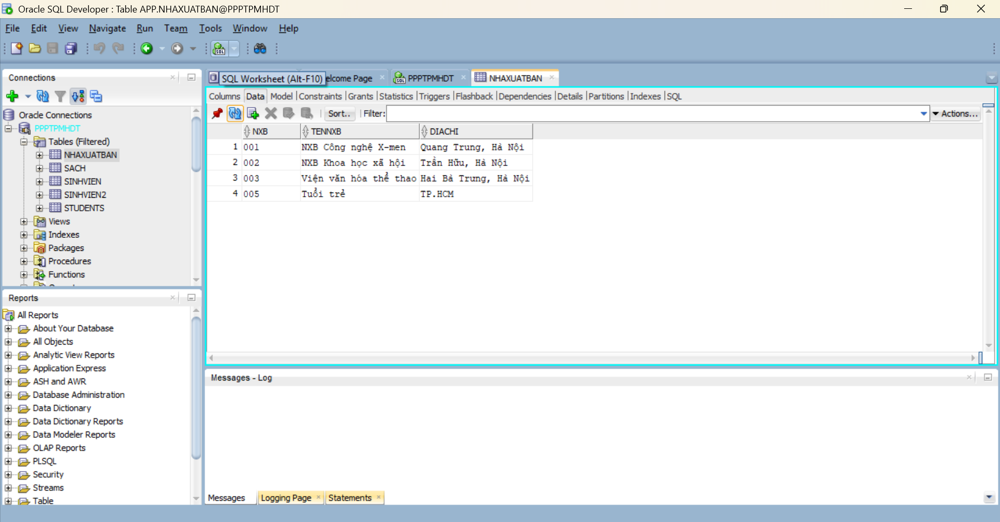 Oracle SQL Developer : Table APP.NHAXUATBAN@PPPTPMHDT
File Edit View Navigate Run Team Tools Window Help
SQL
Connections
Oracle Connections
PPPTPMHDT
Tables (Filtered)
NHAXUATBAN
SACH
SINHVIEN
SINHVIEN2
STUDENTS
Views
Indexes
Packages
Procedures
Functions
Reports
All Reports
About Your Database
All Objects
Analytic View Reports
Application Express
ASH and AWR
Database Administration
Data Dictionary
Data Dictionary Reports
Data Modeler Reports
OLAP Reports
PLSQL
Security
Streams
Table
SQL Worksheet (Alt-F10) elcome Page PPPTPMHDT NHAXUATBAN
Columns Data Model Constraints Grants Statistics Triggers Flashback Dependencies Details Partitions Indexes SQL
Sort.. Filter: Actions...
NXB TENNXB DIACHI
1 001 NXB Công nghệ X-men Quang Trung, Hà Nội
2 002 NXB Khoa học xã hội Trần Hữu, Hà Nội
3 003 Viện văn hóa thể thao Hai Bà Trưng, Hà Nội
4 005 Tuổi trẻ TP.HCM
Messages - Log
Messages Logging Page Statements